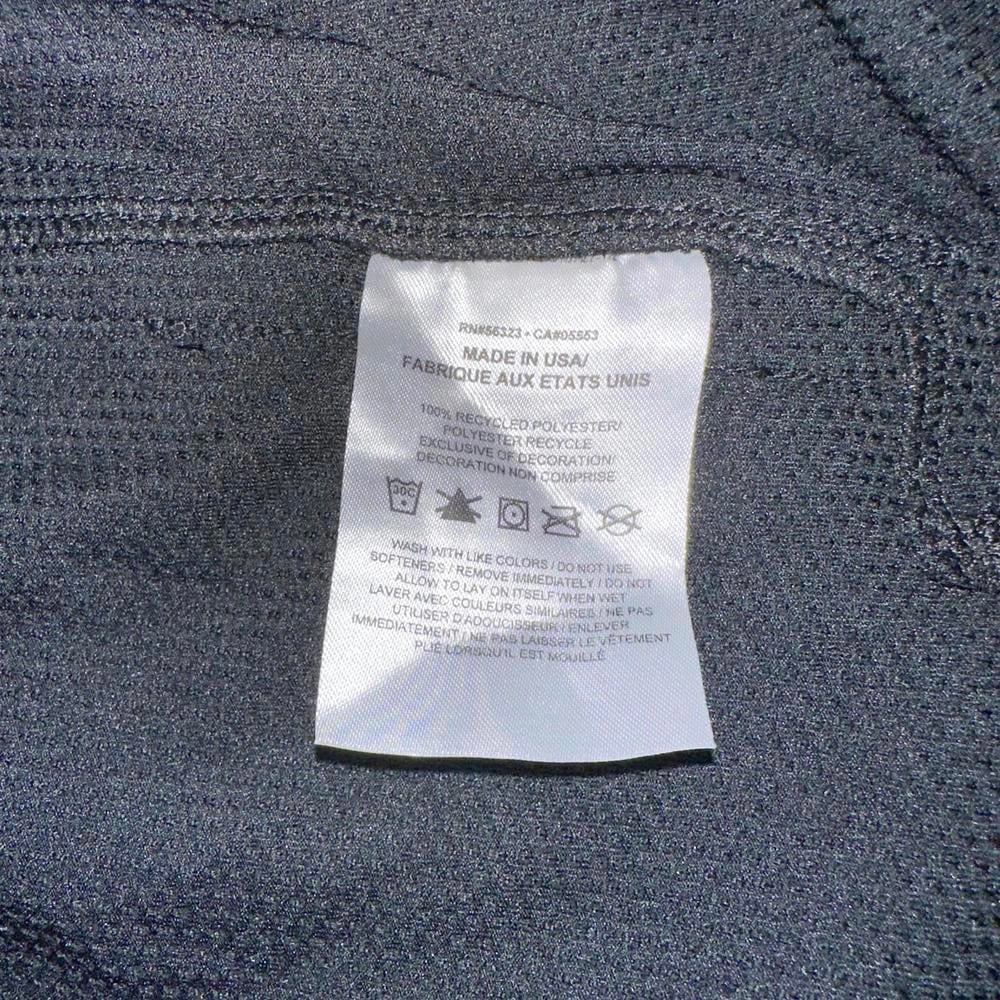 RN#56323 • CA#05553
MADE IN USA/
FABRIQUE AUX ETATS UNIS
100% RECYCLED POLYESTER/
POLYESTER RECYCLE
EXCLUSIVE OF DECORATION/
DECORATION NON COMPRISE
30C
WASH WITH LIKE COLORS / DO NOT USE
SOFTENERS / REMOVE IMMEDIATELY / DO NOT
ALLOW TO LAY ON ITSELF WHEN WET
LAVER AVEC COULEURS SIMILAIRES / NE PAS
UTILISER D'ADOUCISSEUR / ENLEVER
IMMEDIATEMENT / NE PAS LAISSER LE VÊTEMENT
PLIE LORSQU'IL EST MOUILLÉ